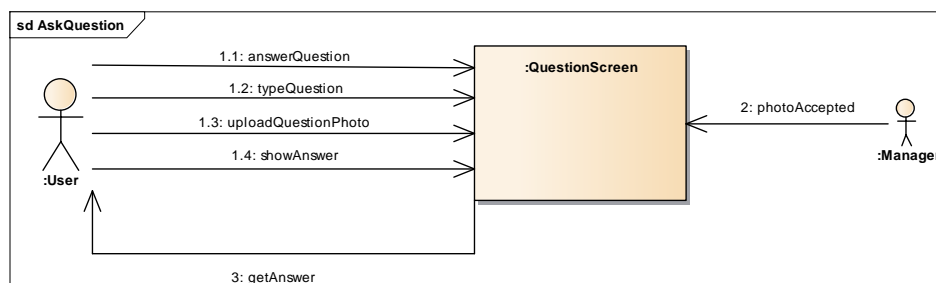 sd AskQuestion
1.1: answerQuestion
:QuestionScreen
1.2: typeQuestion
2: photoAccepted
1.3: uploadQuestionPhoto
1.4: showAnswer
:Manager
:User
3: getAnswer